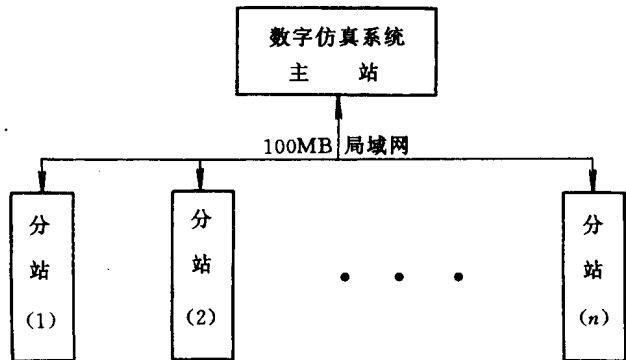 数字仿真系统
主 站
100MB 局域网
分
站
(1)
分
站
(2)
分
站
(n)